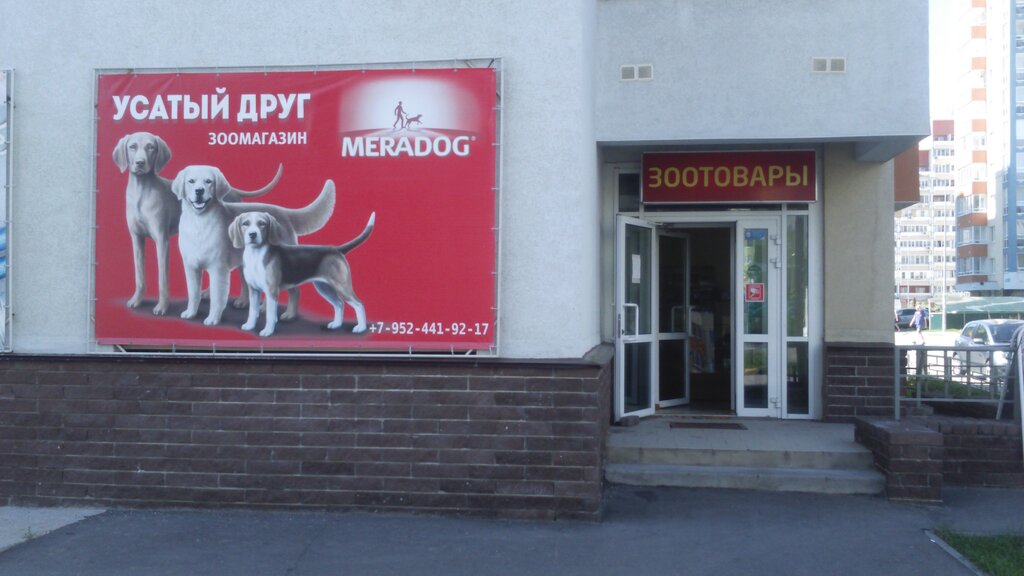 УСАТЫЙ ДРУГ
ЗООМАГАЗИН
MERADOG®
+7-952-441-92-17
ЗООТОВАРЫ